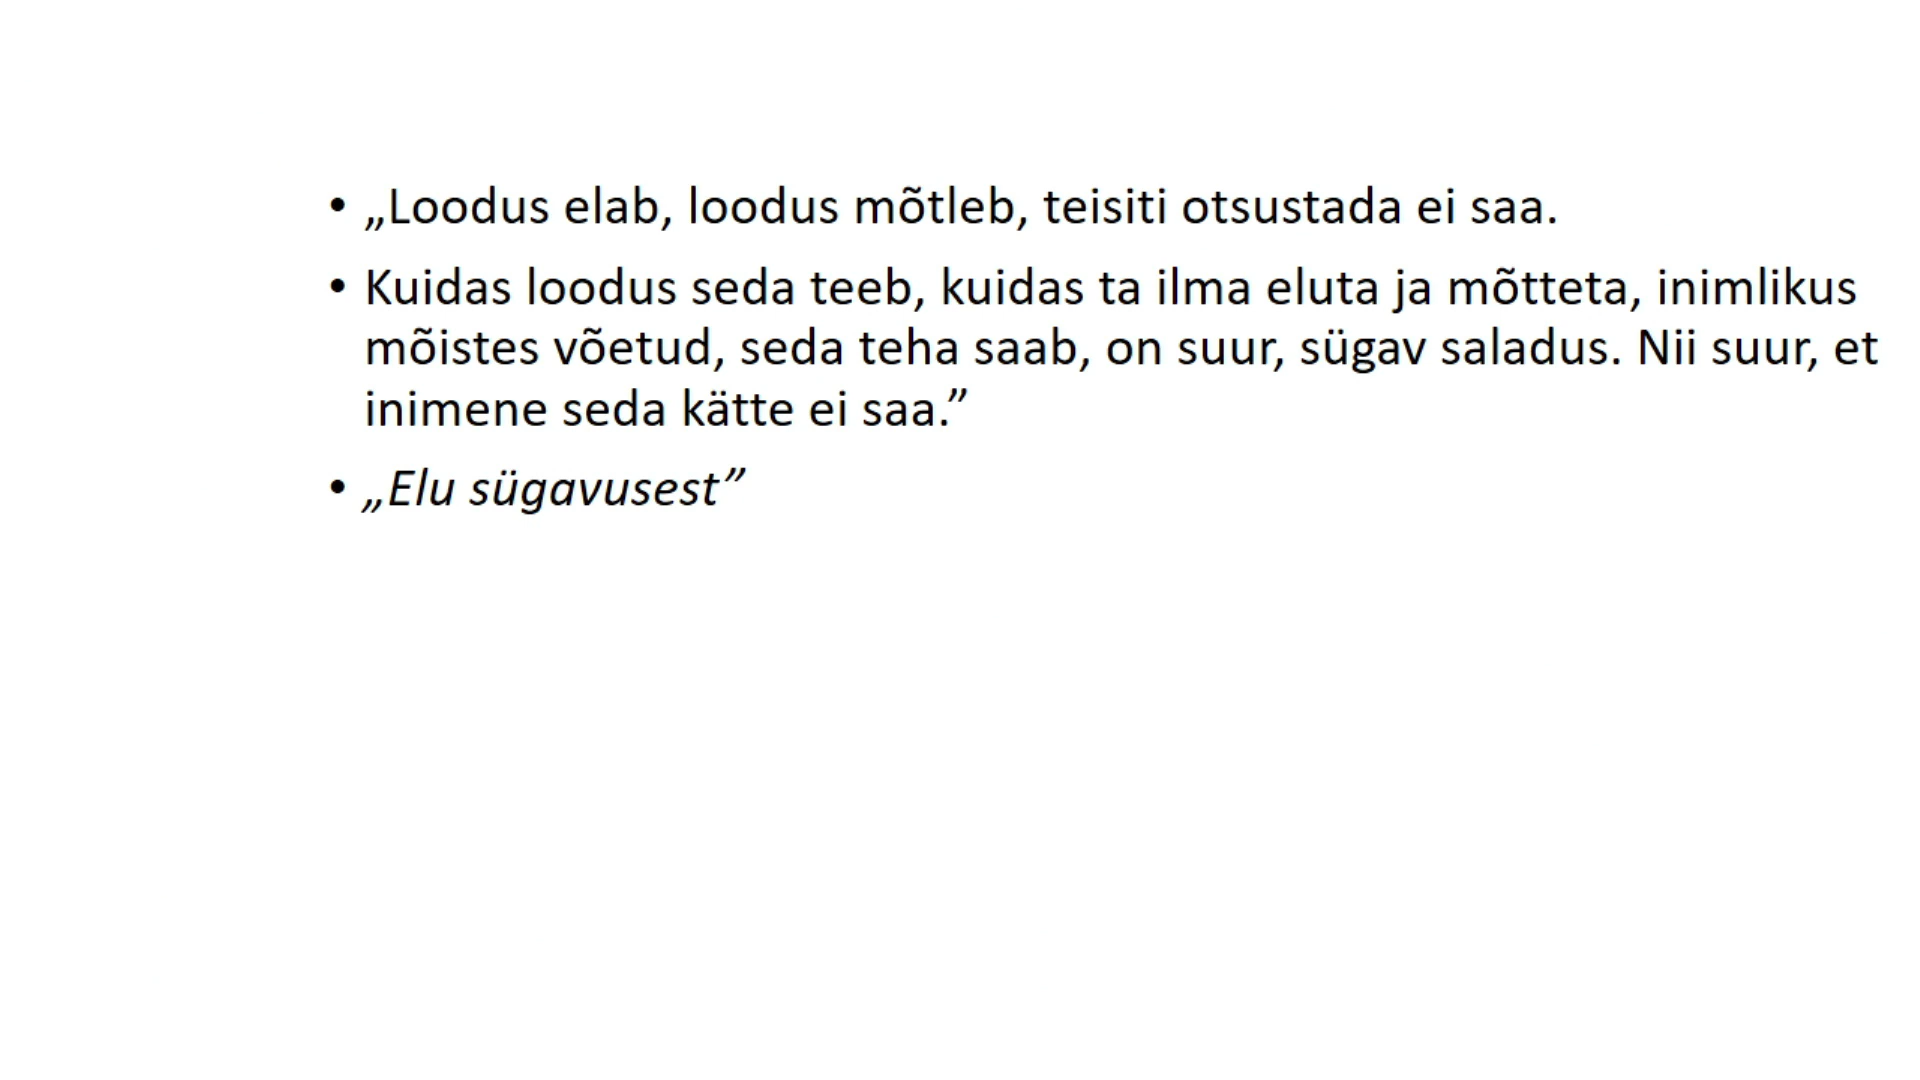 • „Loodus elab, loodus mõtleb, teisiti otsustada ei saa.
• Kuidas loodus seda teeb, kuidas ta ilma eluta ja mõtteta, inimlikus
mõistes võetud, seda teha saab, on suur, sügav saladus. Nii suur, et
inimene seda kätte ei saa.”
• „Elu sügavusest”